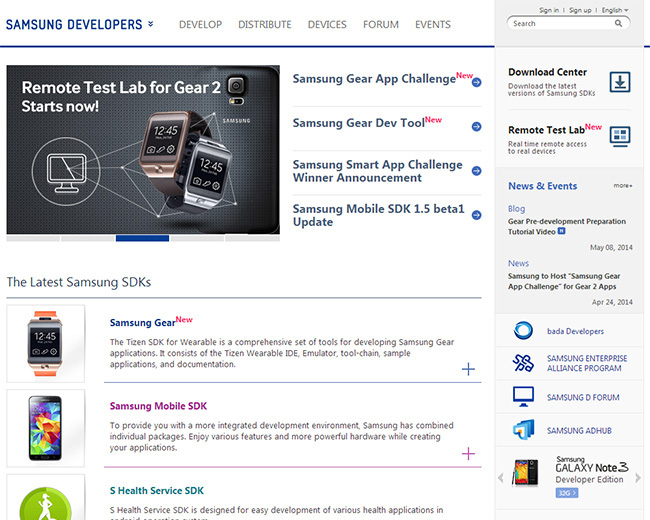 Sign in | Sign up | English
SAMSUNG DEVELOPERS
DEVELOP DISTRIBUTE DEVICES FORUM EVENTS
Search
Remote Test Lab for Gear 2
Starts now!
SAMSUNG
12:45
12:45
Samsung Gear App Challenge New
Samsung Gear Dev Tool New
Samsung Smart App Challenge
Winner Announcement
Samsung Mobile SDK 1.5 beta1
Update
The Latest Samsung SDKs
Samsung Gear New
The Tizen SDK for Wearable is a comprehensive set of tools for developing Samsung Gear
applications. It consists of the Tizen Wearable IDE, Emulator, tool-chain, sample
applications, and documentation.
Samsung Mobile SDK
To provide you with a more integrated development environment, Samsung has combined
individual packages. Enjoy various features and more powerful hardware while creating
your applications.
S Health Service SDK
S Health Service SDK is designed for easy development of various health applications in
android operation system
Download Center
Download the latest
versions of Samsung SDKs
Remote Test Lab New
Real time remote access
to real devices
News & Events more+
Blog
Gear Pre-development Preparation
Tutorial Video N
May 08, 2014
News
Samsung to Host "Samsung Gear
App Challenge" for Gear 2 Apps
Apr 24, 2014
bada Developers
SAMSUNG ENTERPRISE
ALLIANCE PROGRAM
SAMSUNG D FORUM
SAMSUNG ADHUB
Samsung
GALAXY Note3
Developer Edition
32G >